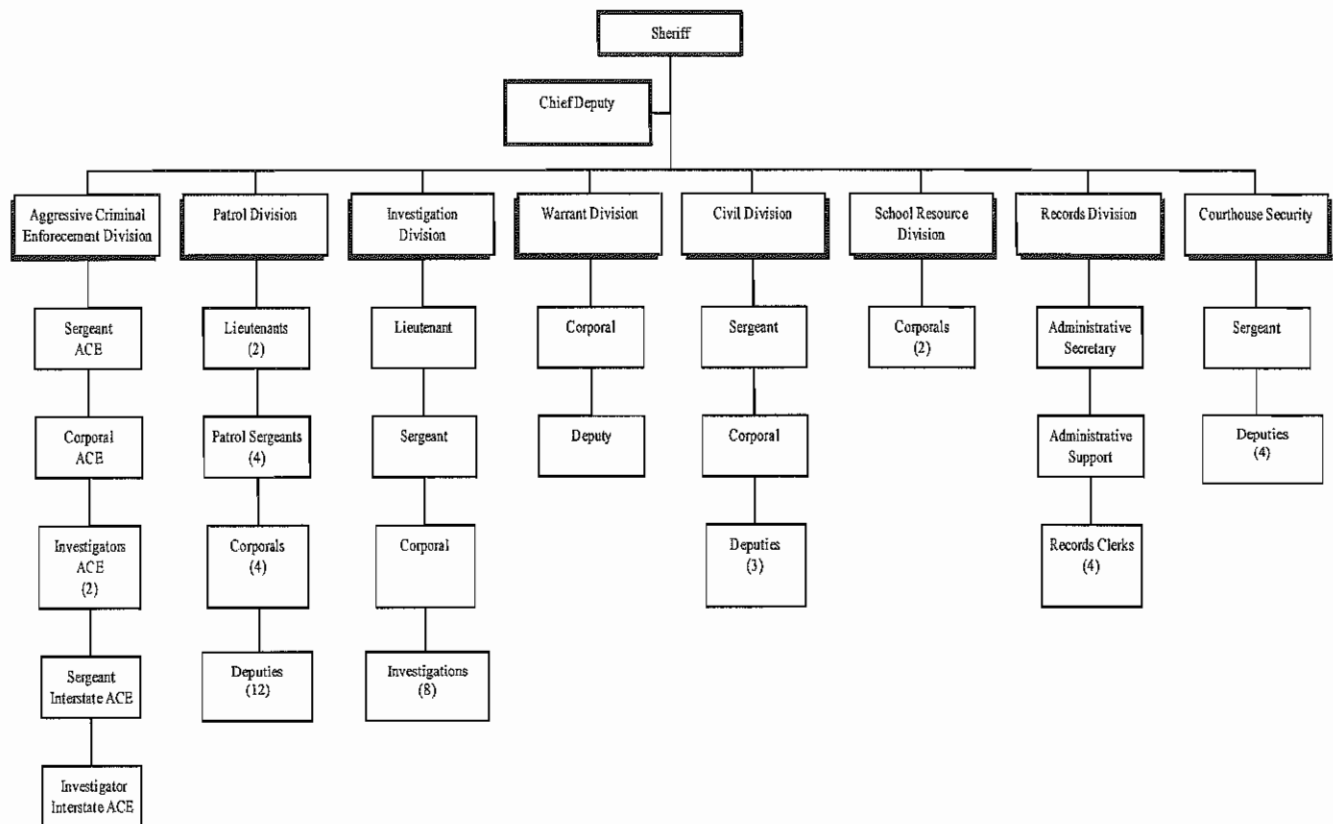 Sheriff
Chief Deputy
Aggressive Criminal
Enforecement Division
Patrol Division
Investigation
Division
Warrant Division
Civil Division
School Resource
Division
Records Division
Courthouse Security
Sergeant
ACE
Lieutenants
(2)
Lieutenant
Corporal
Sergeant
Corporals
(2)
Administrative
Secretary
Sergeant
Corporal
ACE
Patrol Sergeants
(4)
Sergeant
Deputy
Corporal
Administrative
Support
Deputies
(4)
Investigators
ACE
(2)
Corporals
(4)
Corporal
Deputies
(3)
Records Clerks
(4)
Sergeant
Interstate ACE
Deputies
(12)
Investigations
(8)
Investigator
Interstate ACE